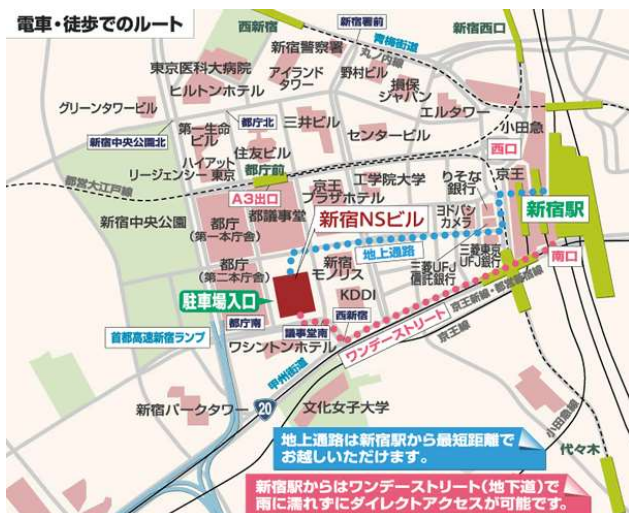 電車・徒歩でのルート
新宿署前
西新宿
青梅街道
新宿西口
新宿警察署
丸ノ内線
東京医科大病院
アイランド
タワー
野村ビル
損保
ジャパン
ヒルトンホテル
エルタワー
グリーンタワービル
都庁北
三井ビル
小田急
新宿中央公園北
第一生命
ビル
センタービル
住友ビル
西口
ハイアット
リージェンシー 東京
都庁前
工学院大学
りそな
銀行
京王
都営大江戸線
A3出口
京王
プラザホテル
新宿駅
新宿中央公園
都庁
(第一本庁舎)
都議事堂
新宿NSビル
ヨドバシ
カメラ
地上通路
三菱東京
UFJ銀行
南口
都庁
(第二本庁舎)
新宿
モノリス
三菱UFJ
信託銀行
駐車場入口
KDDI
京王新線・都営新宿線
都庁南
西新宿
京王線
首都高速新宿ランプ
議事堂南
ワンデーストリート
ワシントンホテル
甲州街道
新宿パークタワー
20
文化女子大学
小田急線
代々木
地上通路は新宿駅から最短距離で
お越しいただけます。
新宿駅からはワンデーストリート(地下道)で
雨に濡れずにダイレクトアクセスが可能です。